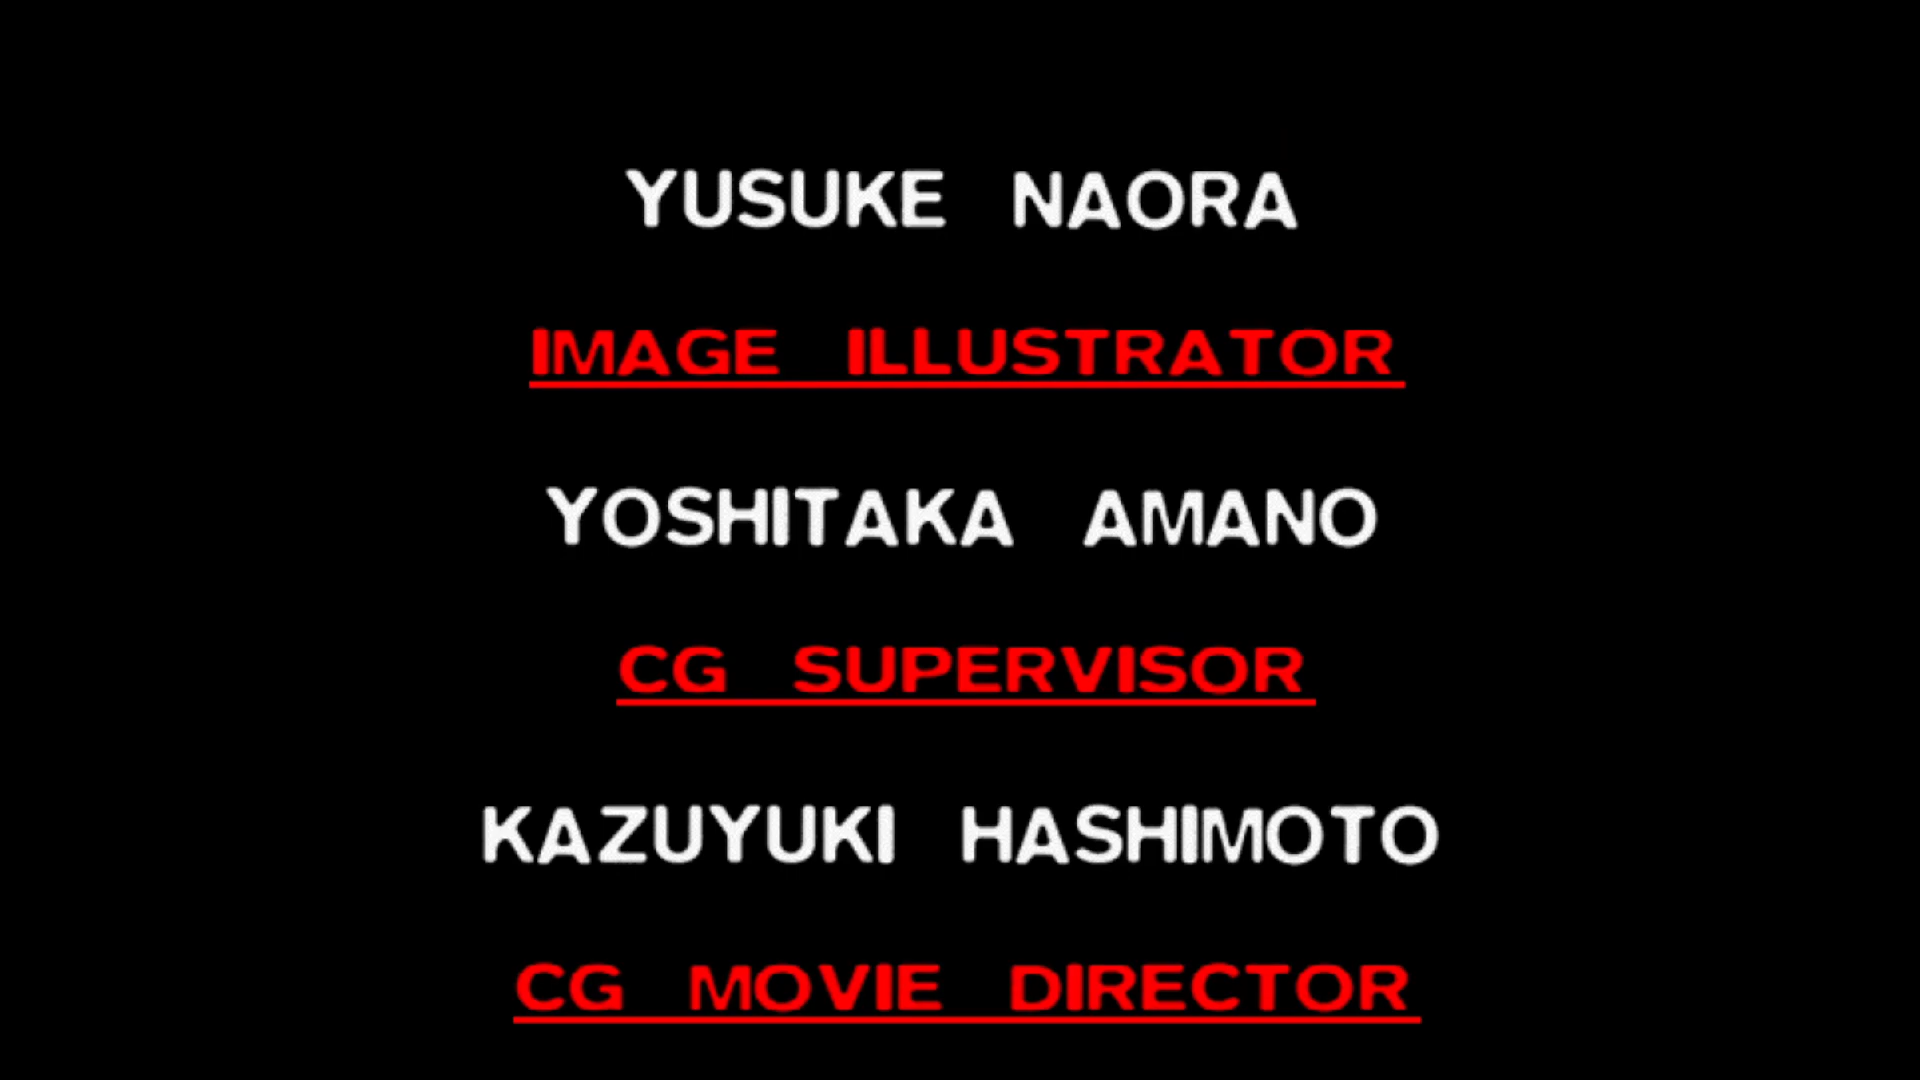 YUSUKE NAORA
IMAGE ILLUSTRATOR
YOSHITAKA AMANO
CG SUPERVISOR
KAZUYUKI HASHIMOTO
CG MOVIE DIRECTOR